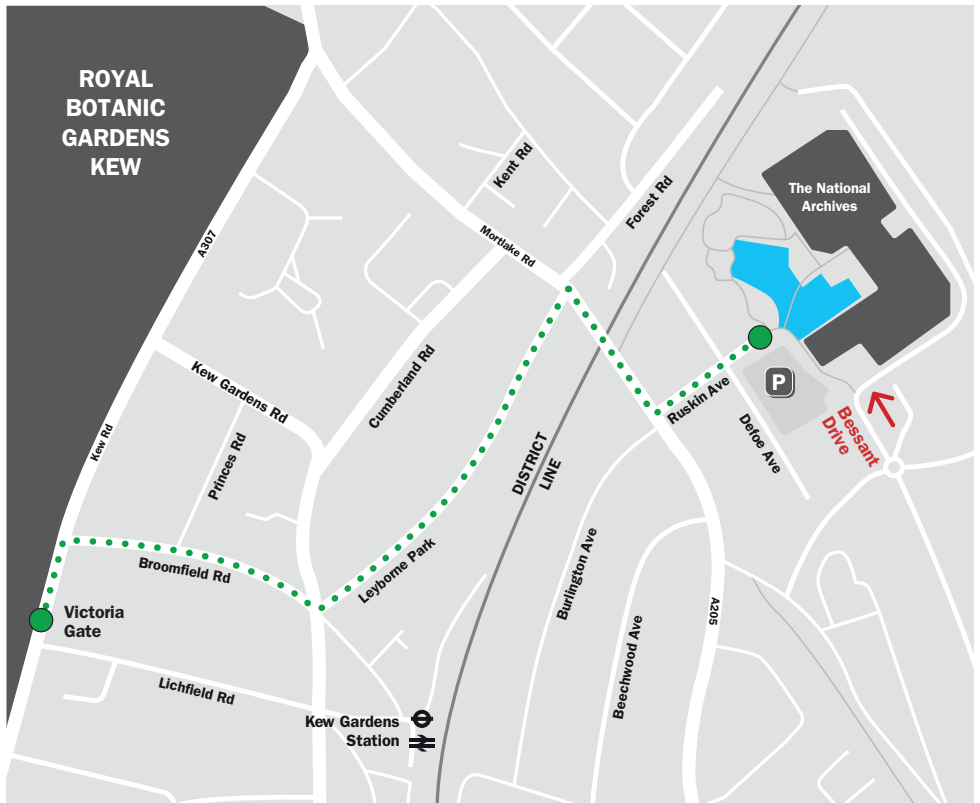 ROYAL
BOTANIC
GARDENS
KEW
The National
Archives
Kent Rd
Forest Rd
Mortlake Rd
A307
Cumberland Rd
Kew Gardens Rd
P
Ruskin Ave
Bessant
Drive
Defoe Ave
Kew Rd
Princes Rd
DISTRICT
LINE
Leyborne Park
Broomfield Rd
Burlington Ave
Victoria
Gate
A205
Beechwood Ave
Lichfield Rd
Kew Gardens
Station